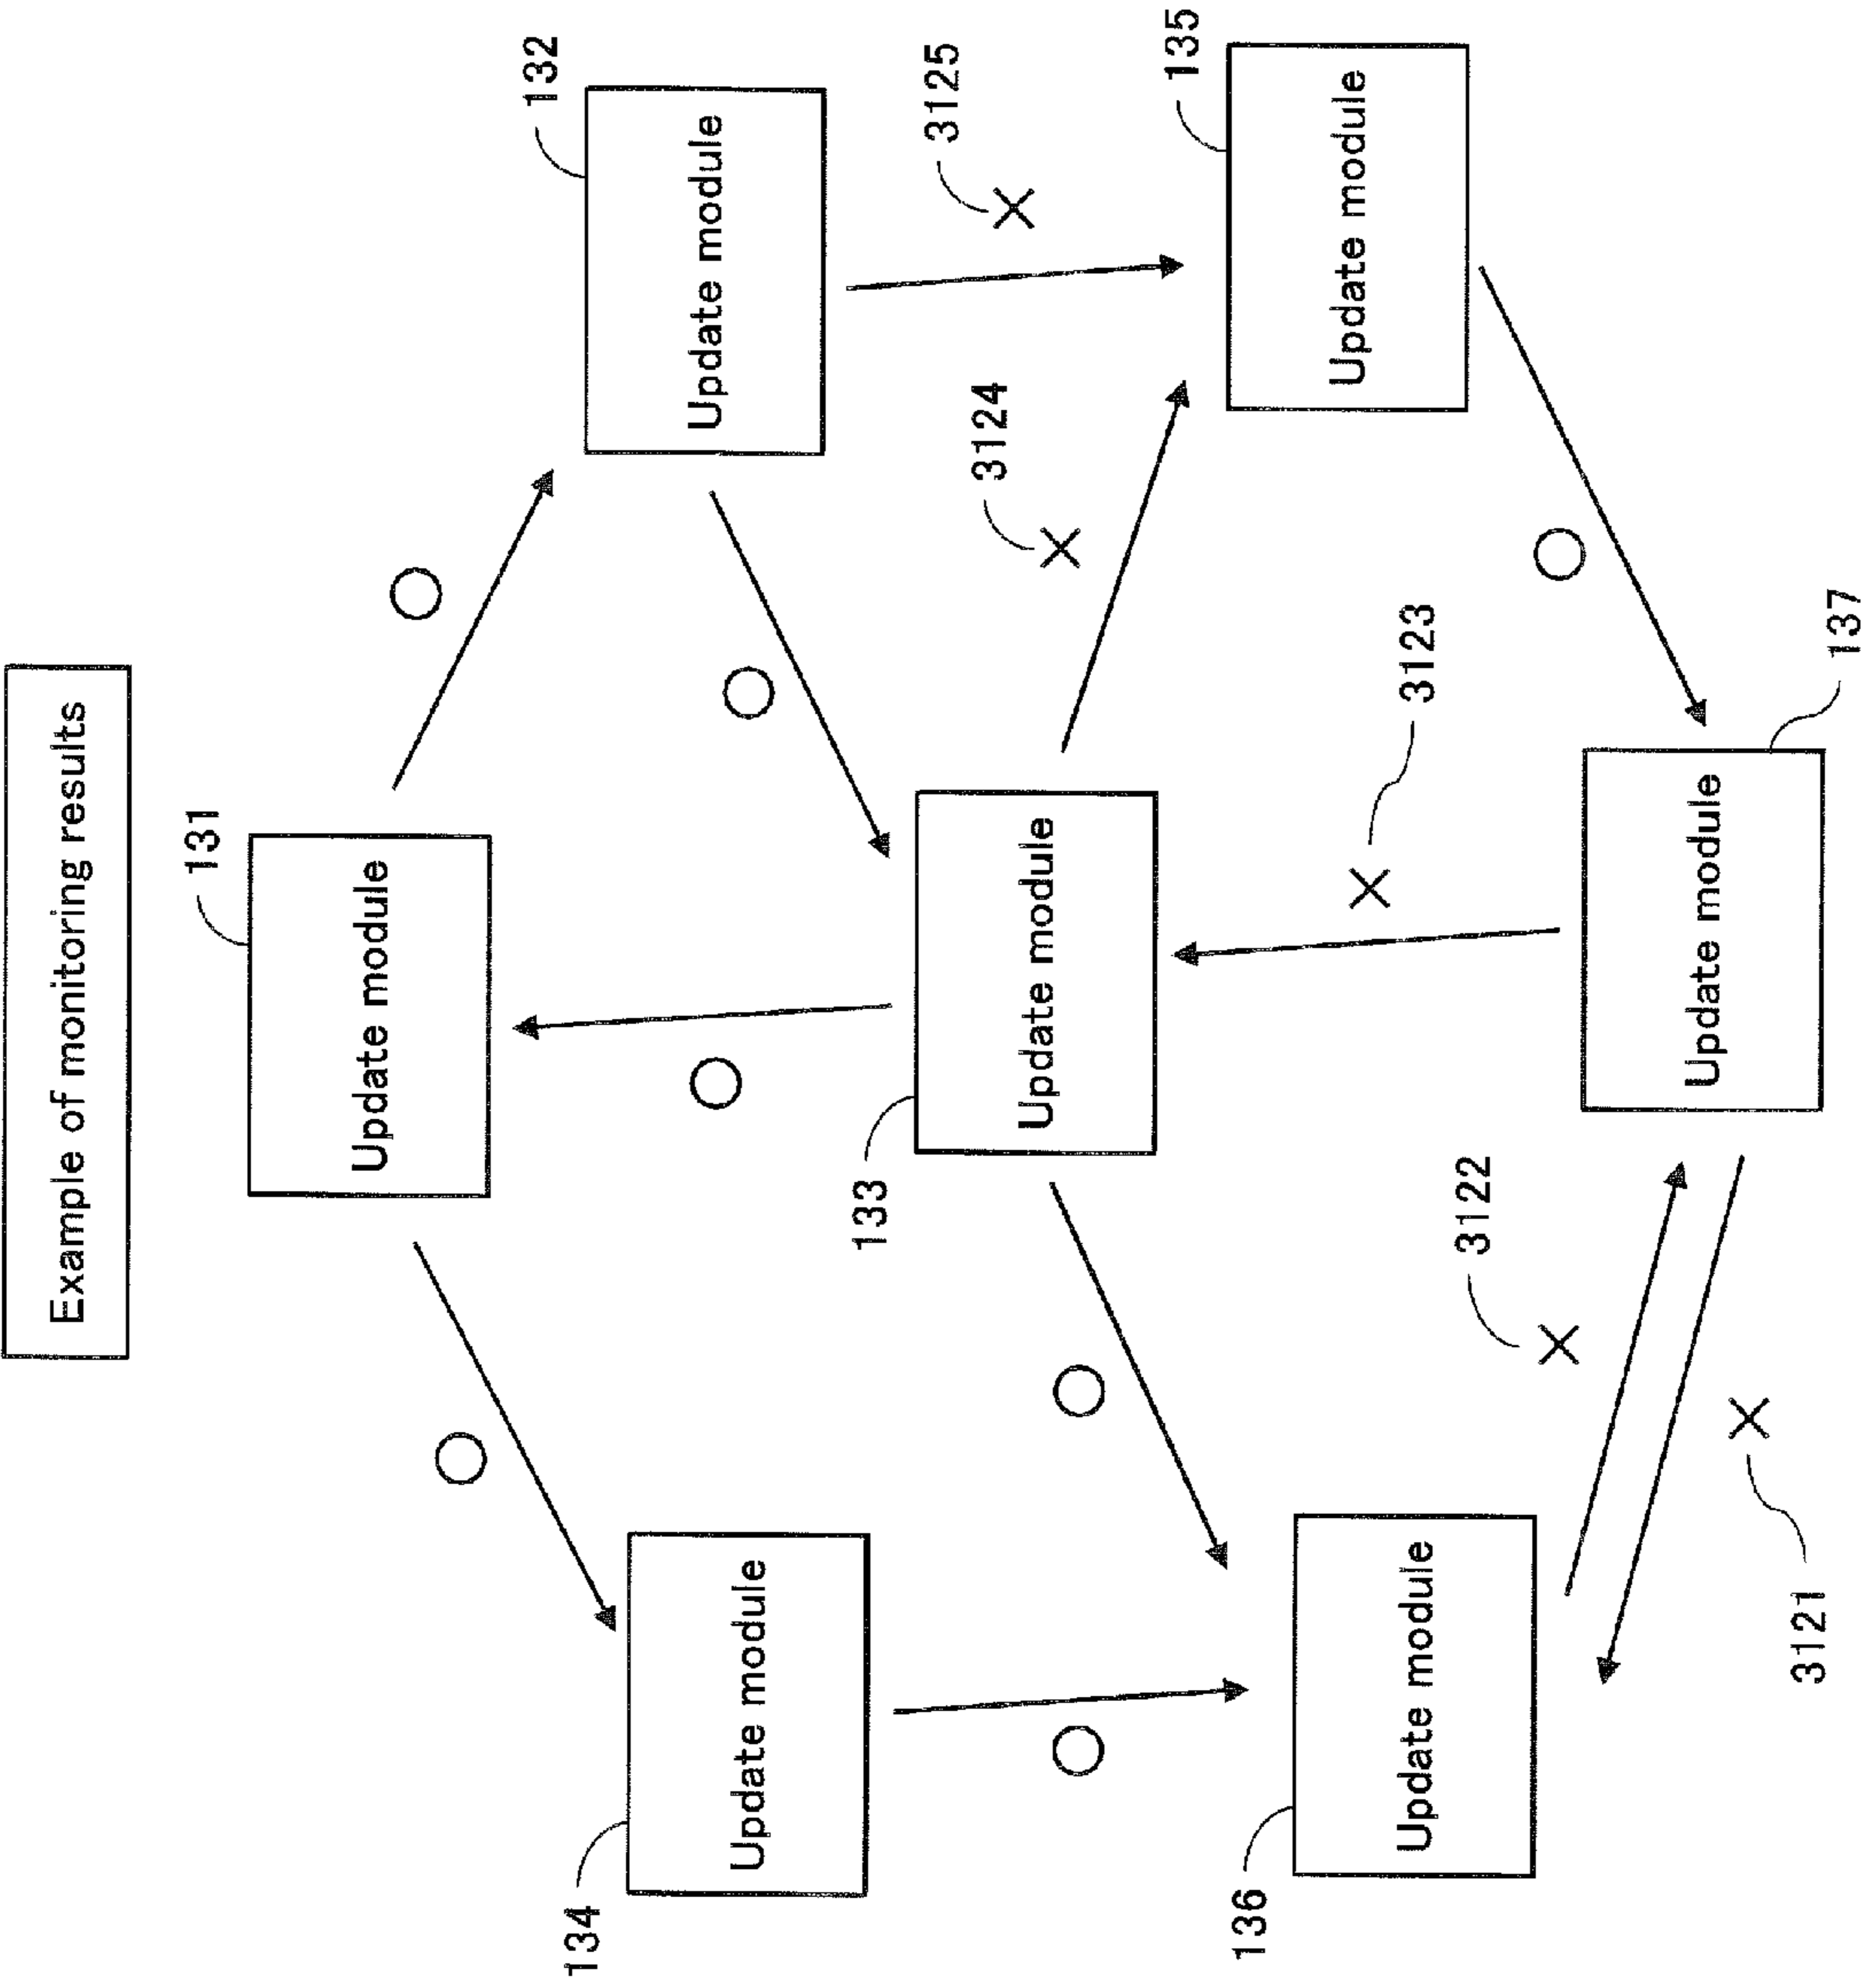 Example of monitoring results
131
Update module
132
Update module
134
Update module
133
Update module
3125
3124
135
Update module
136
Update module
3123
3122
137
Update module
3121